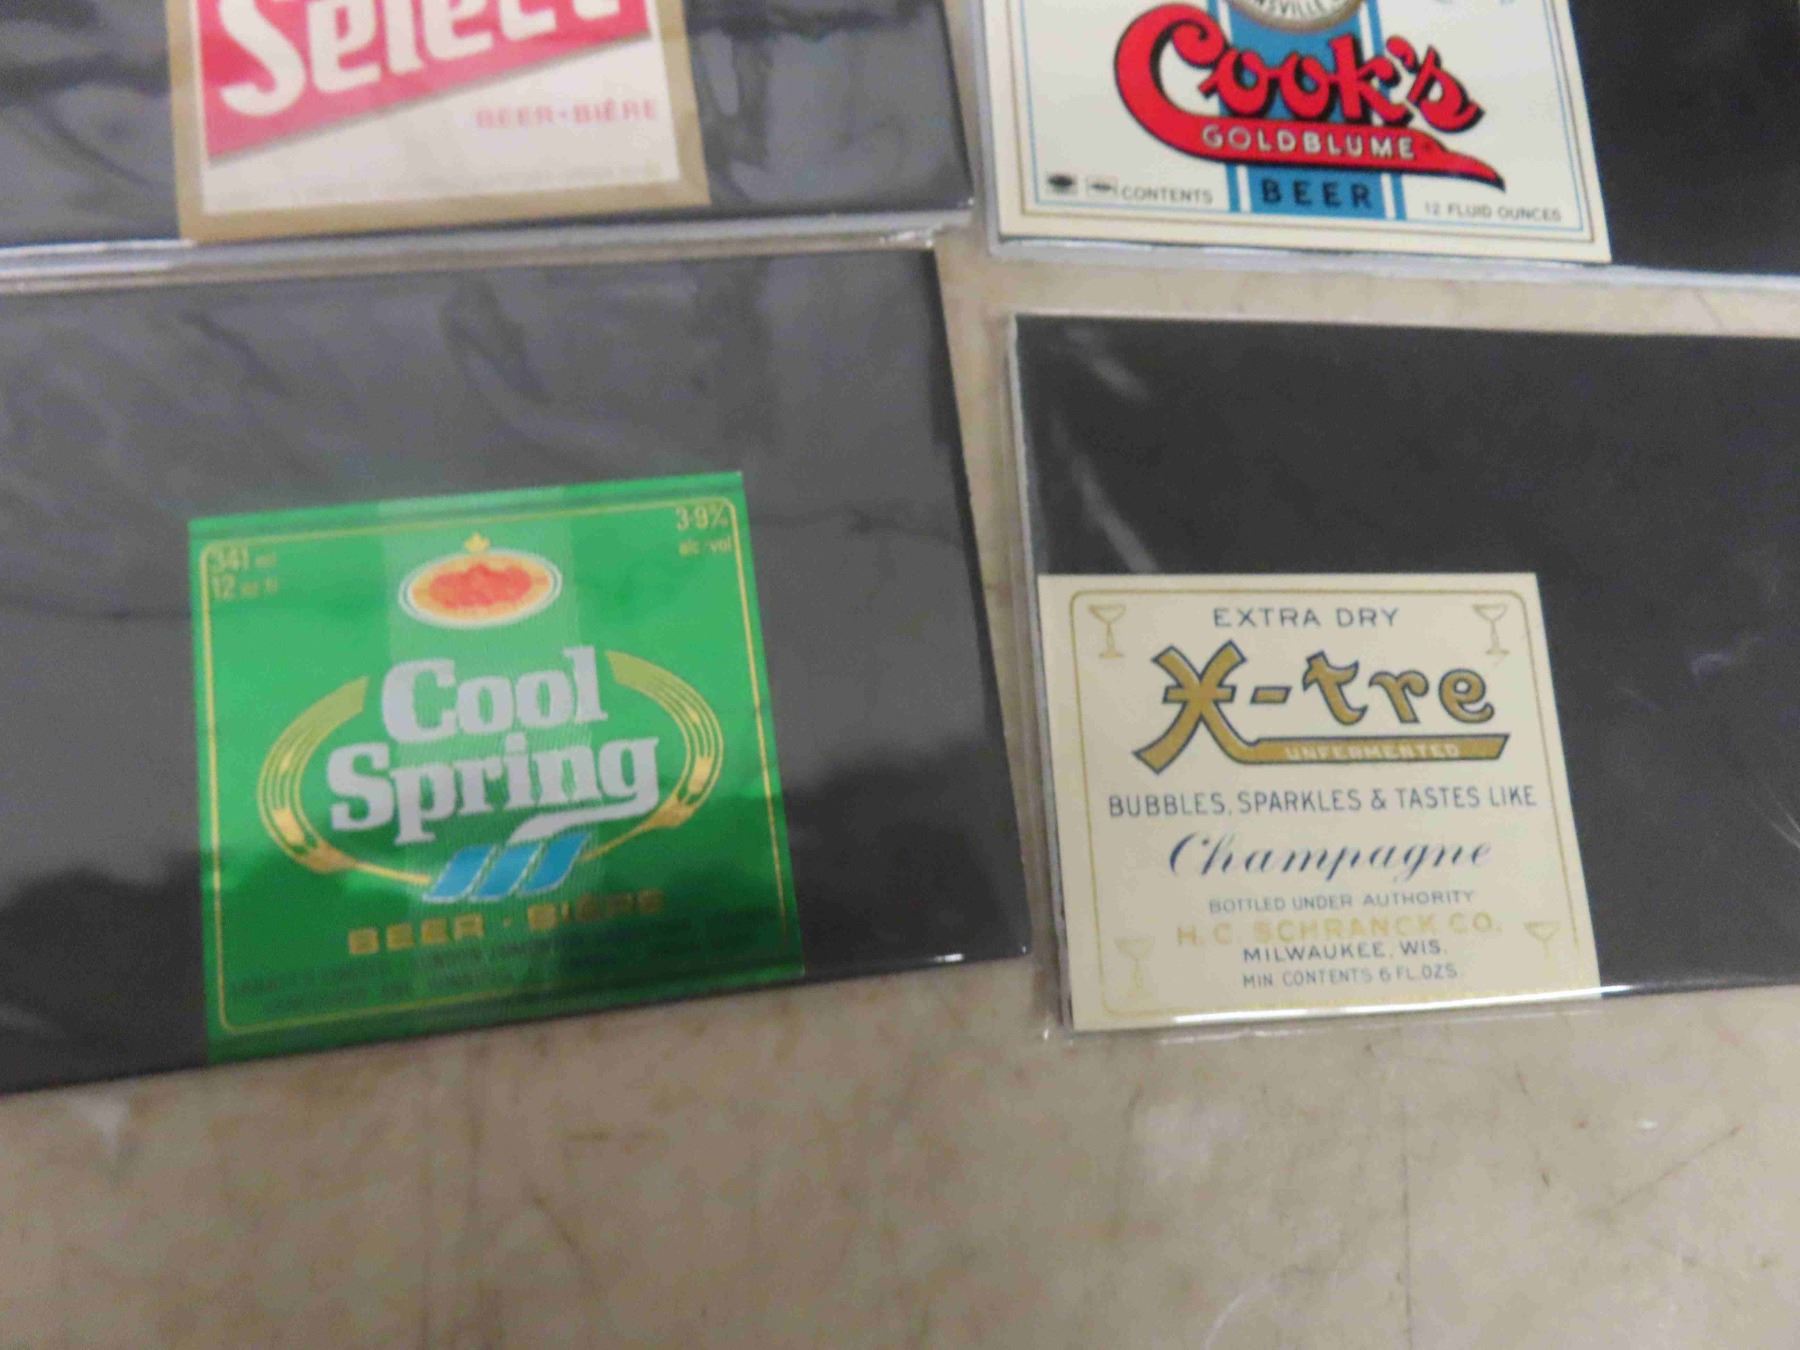 Select
BEER · BIÈRE
Cook's
GOLDBLUME
BEER
CONTENTS
12 FLUID OUNCES
341 ml
12 oz fl
3·9%
alc vol
Cool
Spring
BEER · BIÈRE
EXTRA DRY
X-tre
UNFERMENTED
BUBBLES, SPARKLES & TASTES LIKE
Champagne
BOTTLED UNDER AUTHORITY
H. C. SCHRANCK CO.
MILWAUKEE, WIS.
MIN. CONTENTS 6 FL. OZS.